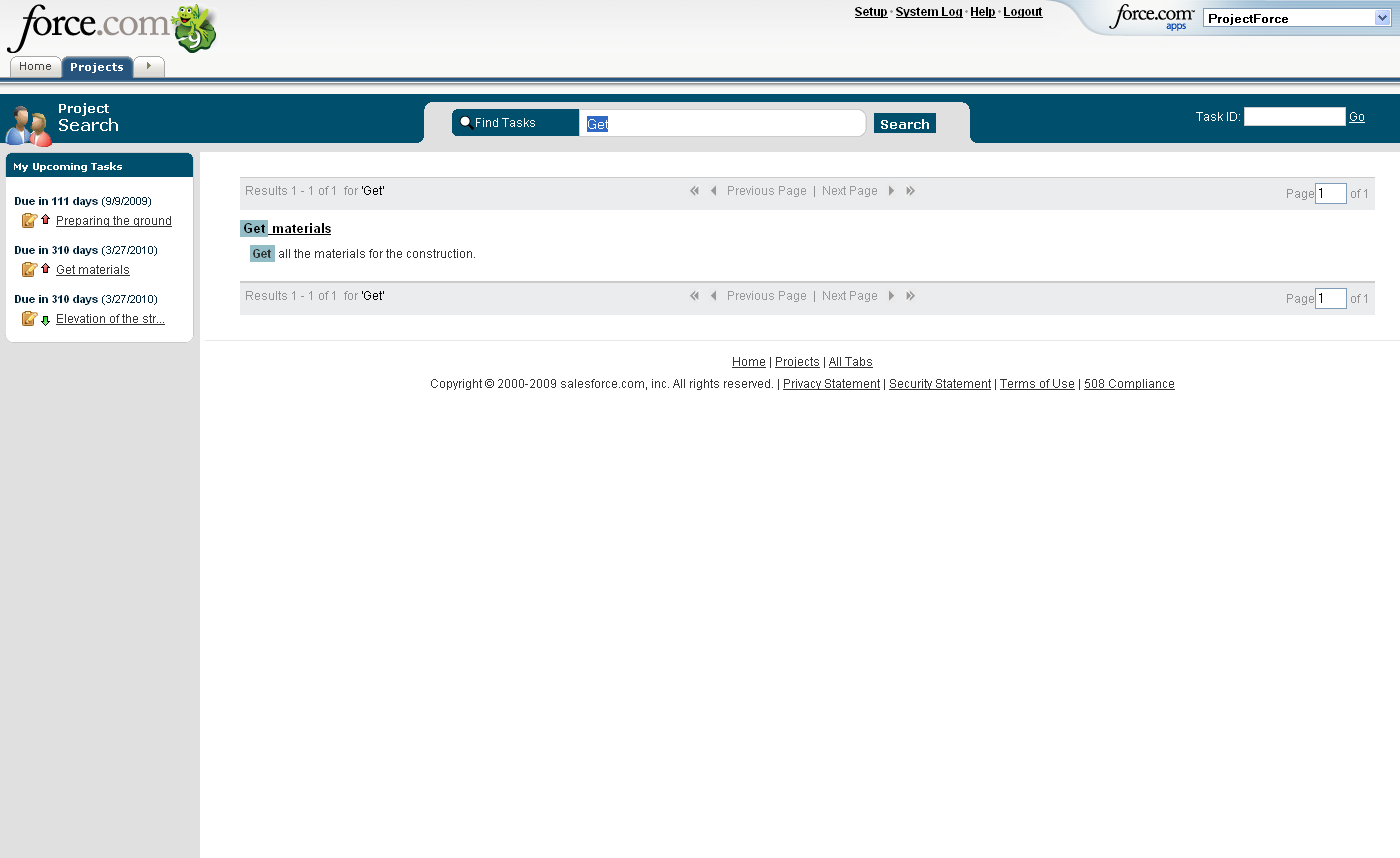 force.com
9
Setup · System Log · Help · Logout
force.com™
apps
ProjectForce
Home
Projects
Project
Search
Find Tasks
Get
Search
Task ID:
Go
My Upcoming Tasks
Due in 111 days (9/9/2009)
Preparing the ground
Due in 310 days (3/27/2010)
Get materials
Due in 310 days (3/27/2010)
Elevation of the str...
Results 1 - 1 of 1 for 'Get'
Previous Page | Next Page
Page 1 of 1
Get materials
Get all the materials for the construction.
Results 1 - 1 of 1 for 'Get'
Previous Page | Next Page
Page 1 of 1
Home | Projects | All Tabs
Copyright © 2000-2009 salesforce.com, inc. All rights reserved. | Privacy Statement | Security Statement | Terms of Use | 508 Compliance